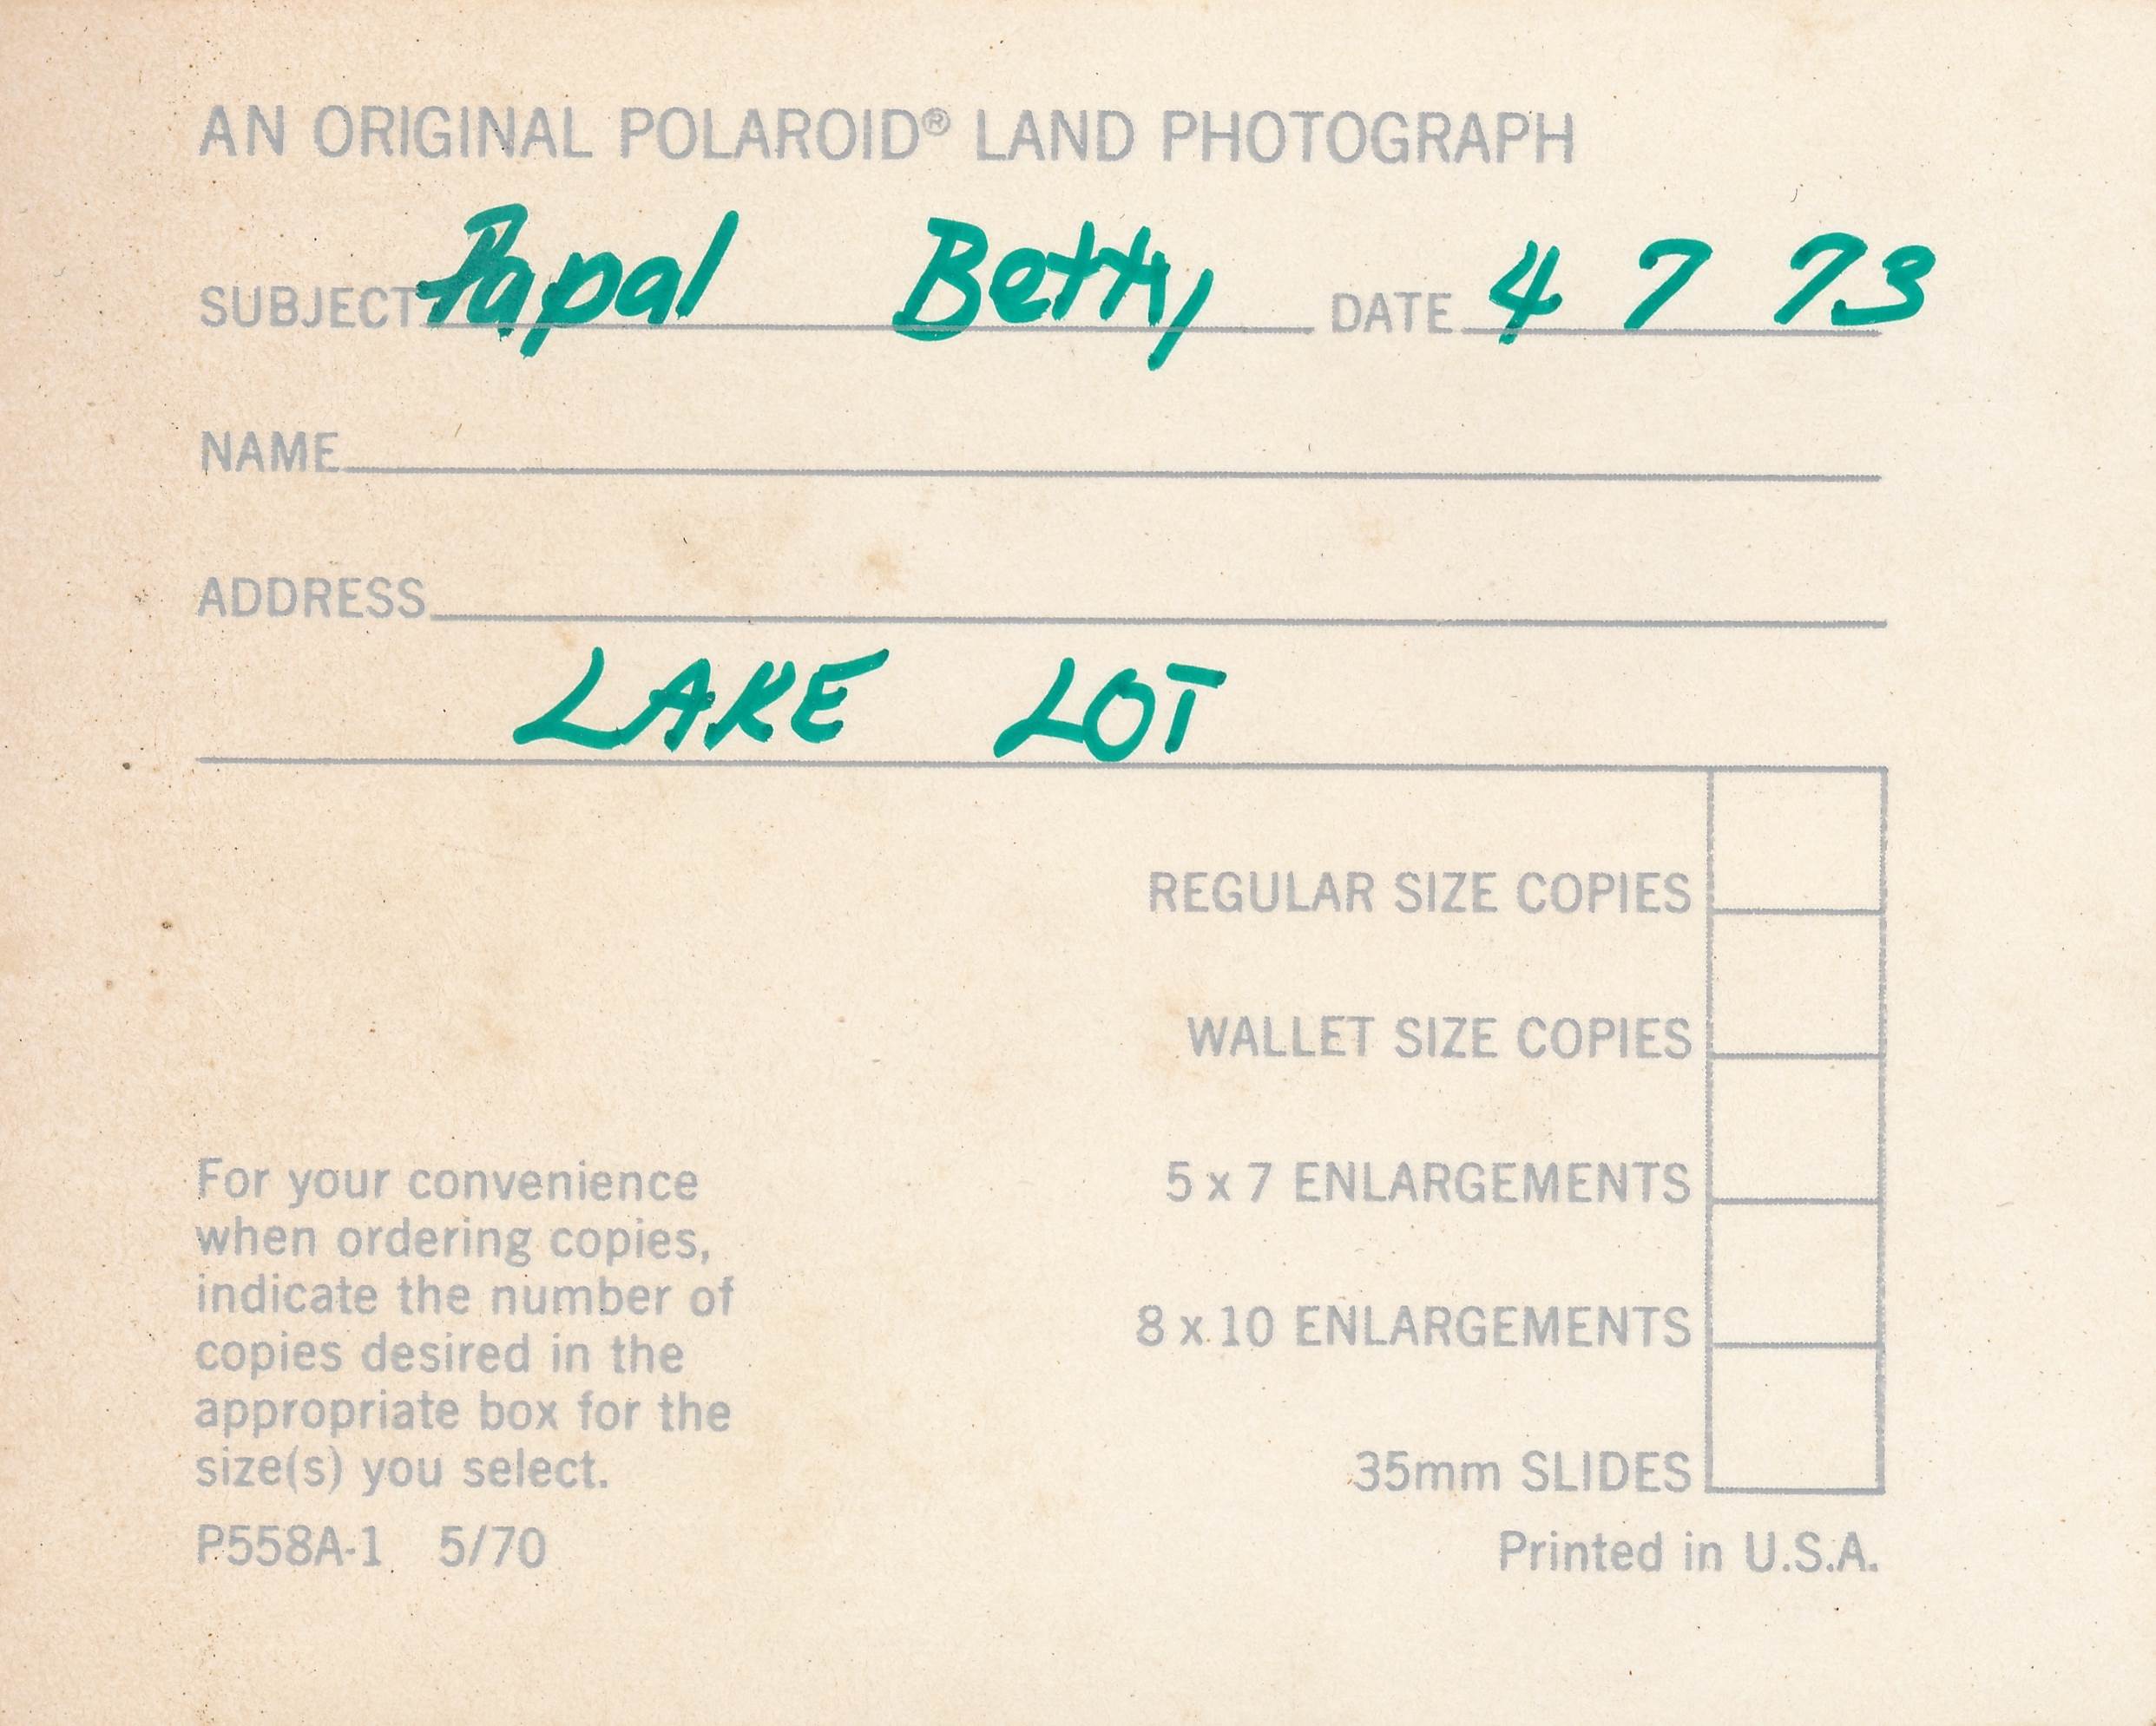 AN ORIGINAL POLAROID® LAND PHOTOGRAPH
SUBJECT Papal Betty DATE 4 7 73
NAME
ADDRESS
LAKE LOT
REGULAR SIZE COPIES
WALLET SIZE COPIES
5 x 7 ENLARGEMENTS
8 x 10 ENLARGEMENTS
35mm SLIDES
For your convenience
when ordering copies,
indicate the number of
copies desired in the
appropriate box for the
size(s) you select.
P558A-1 5/70
Printed in U.S.A.